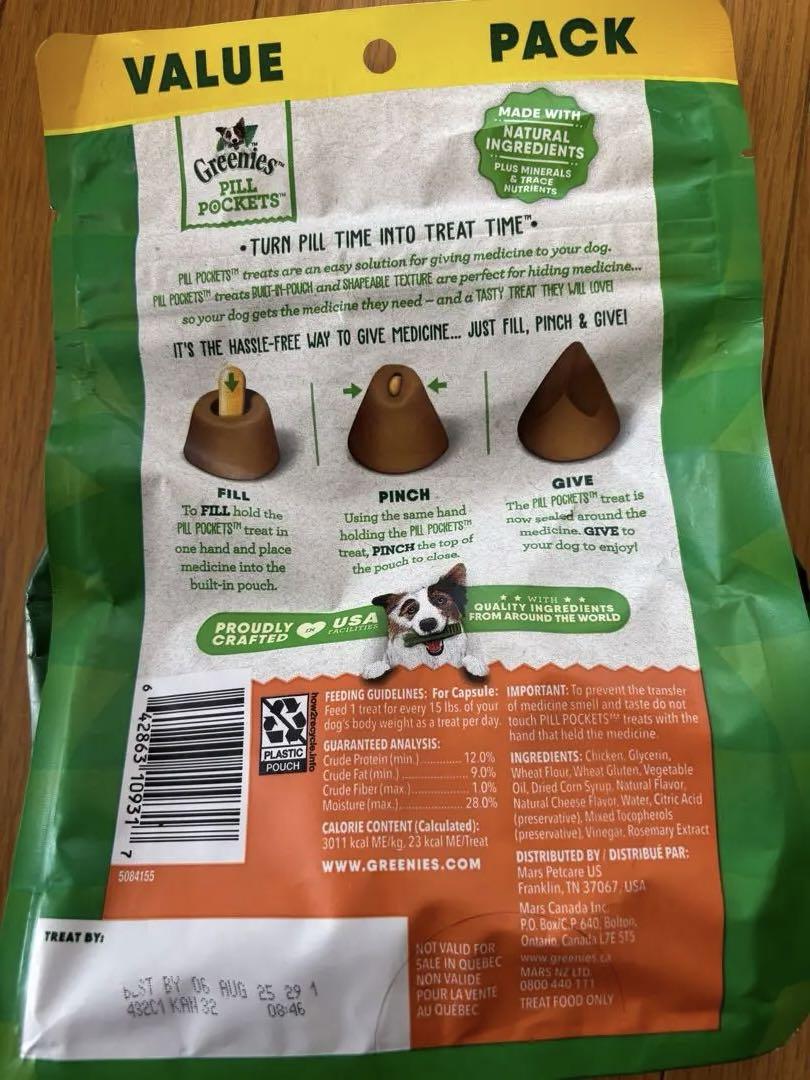 VALUE PACK
Greenies™
PILL
POCKETS™
MADE WITH
NATURAL
INGREDIENTS
PLUS MINERALS
& TRACE
NUTRIENTS
•TURN PILL TIME INTO TREAT TIME™•
PILL POCKETS™ treats are an easy solution for giving medicine to your dog.
PILL POCKETS™ treats BUILT-IN-POUCH and SHAPEABLE TEXTURE are perfect for hiding medicine...
so your dog gets the medicine they need – and a TASTY TREAT THEY WILL LOVE!
IT'S THE HASSLE-FREE WAY TO GIVE MEDICINE... JUST FILL, PINCH & GIVE!
FILL
To FILL hold the
PILL POCKETS™ treat in
one hand and place
medicine into the
built-in pouch.
PINCH
Using the same hand
holding the PILL POCKETS™
treat, PINCH the top of
the pouch to close.
GIVE
The PILL POCKETS™ treat is
now sealed around the
medicine. GIVE to
your dog to enjoy!
PROUDLY
CRAFTED
IN
USA
FACILITIES
★ ★ WITH ★ ★
QUALITY INGREDIENTS
FROM AROUND THE WORLD
6 42863 10931 7
5084155
PLASTIC
POUCH
how2recycle.info
FEEDING GUIDELINES: For Capsule:
Feed 1 treat for every 15 lbs. of your
dog's body weight as a treat per day.
GUARANTEED ANALYSIS:
Crude Protein (min.) 12.0%
Crude Fat (min.) 9.0%
Crude Fiber (max.) 1.0%
Moisture (max.) 28.0%
CALORIE CONTENT (Calculated):
3011 kcal ME/kg, 23 kcal ME/Treat
WWW.GREENIES.COM
IMPORTANT: To prevent the transfer
of medicine smell and taste do not
touch PILL POCKETS™ treats with the
hand that held the medicine.
INGREDIENTS: Chicken, Glycerin,
Wheat Flour, Wheat Gluten, Vegetable
Oil, Dried Corn Syrup, Natural Flavor,
Natural Cheese Flavor, Water, Citric Acid
(preservative), Mixed Tocopherols
(preservative), Vinegar, Rosemary Extract
DISTRIBUTED BY / DISTRIBUÉ PAR:
Mars Petcare US
Franklin, TN 37067, USA
Mars Canada Inc.
P.O. Box/C.P. 640, Bolton,
Ontario, Canada L7E 5T5
www.greenies.ca
MARS NZ LTD.
0800 440 111
TREAT FOOD ONLY
NOT VALID FOR
SALE IN QUEBEC
NON VALIDE
POUR LA VENTE
AU QUÉBEC
TREAT BY:
BEST BY 06 AUG 25 29 1
432C1 KAH 32 08:46